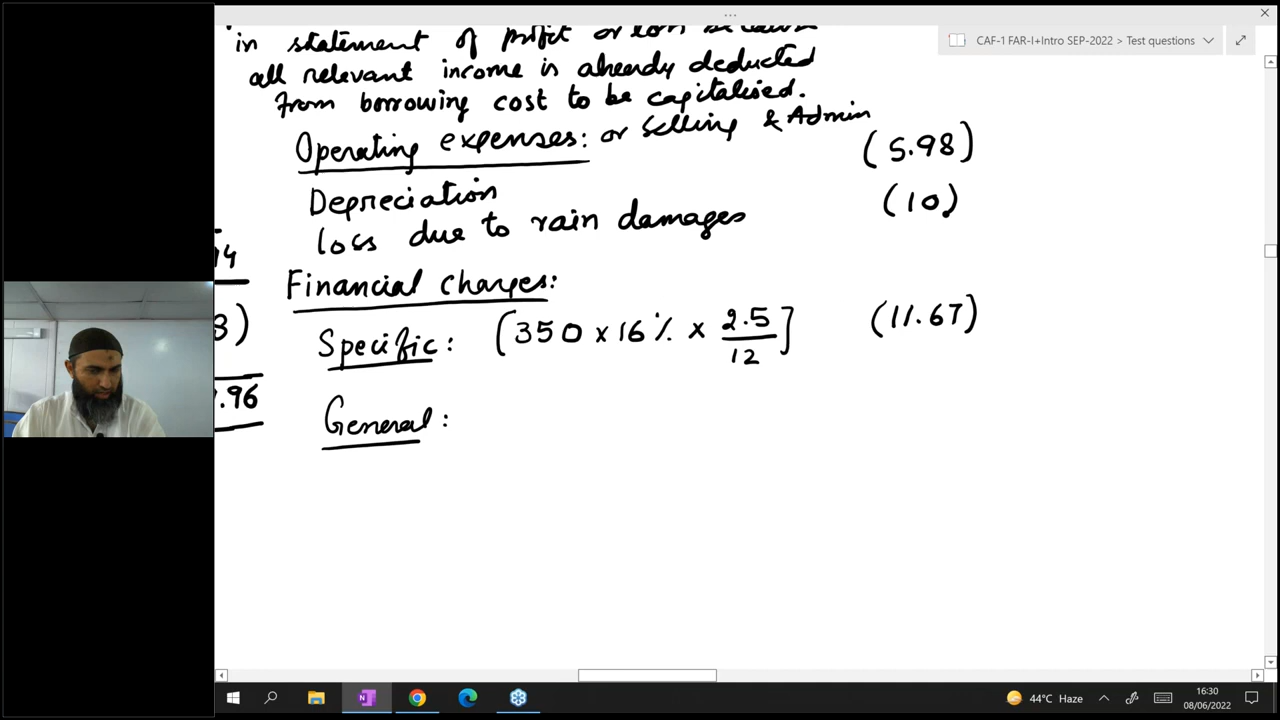 CAF-1 FAR-I+Intro SEP-2022 > Test questions
in statement of profit or loss because
all relevant income is already deducted
from borrowing cost to be capitalised.
Operating expenses: or Selling & Admin
Depreciation (5.98)
loss due to rain damages (10)
Financial charges:
Specific: [350 x 16% x 2.5/12] (11.67)
General:
.96
44°C Haze
16:30
08/06/2022